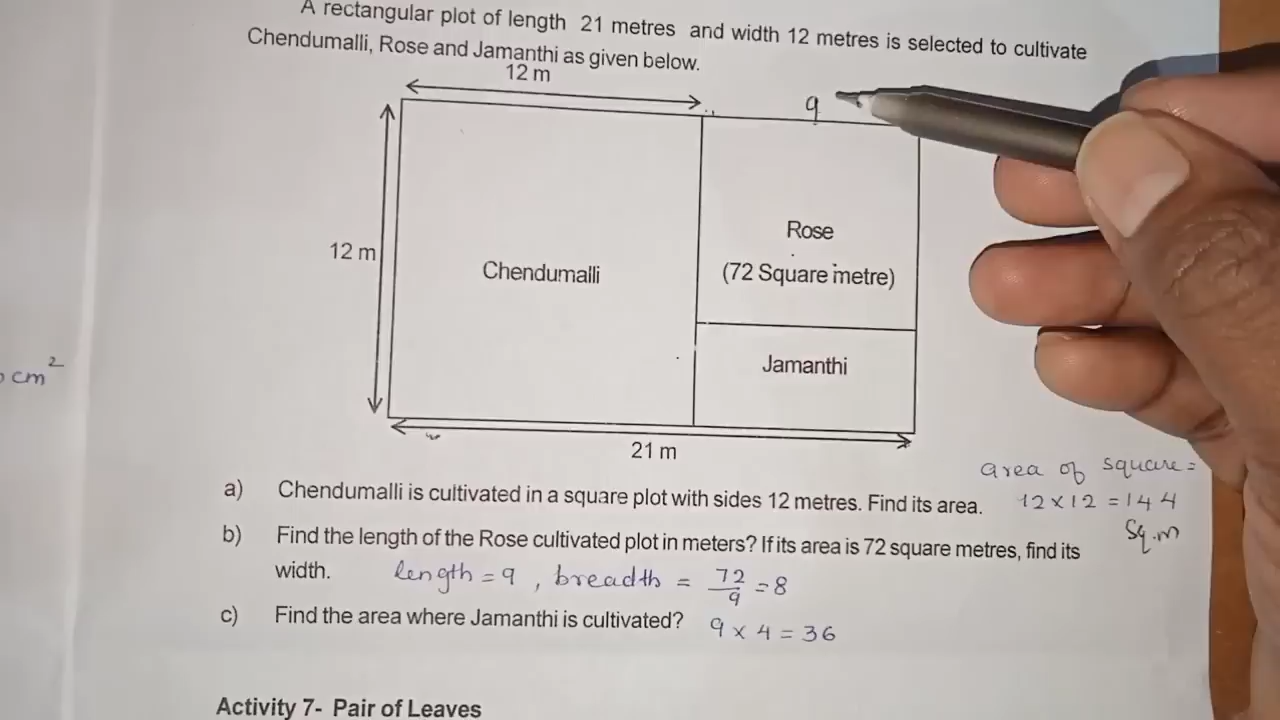 A rectangular plot of length 21 metres and width 12 metres is selected to cultivate
Chendumalli, Rose and Jamanthi as given below.
12 m
9
12 m
Chendumalli
Rose
(72 Square metre)
Jamanthi
cm²
21 m
area of square =
a) Chendumalli is cultivated in a square plot with sides 12 metres. Find its area. 12 × 12 = 144
Sq.m
b) Find the length of the Rose cultivated plot in meters? If its area is 72 square metres, find its
width. length = 9 , breadth = 72/9 = 8
c) Find the area where Jamanthi is cultivated? 9 × 4 = 36
Activity 7- Pair of Leaves